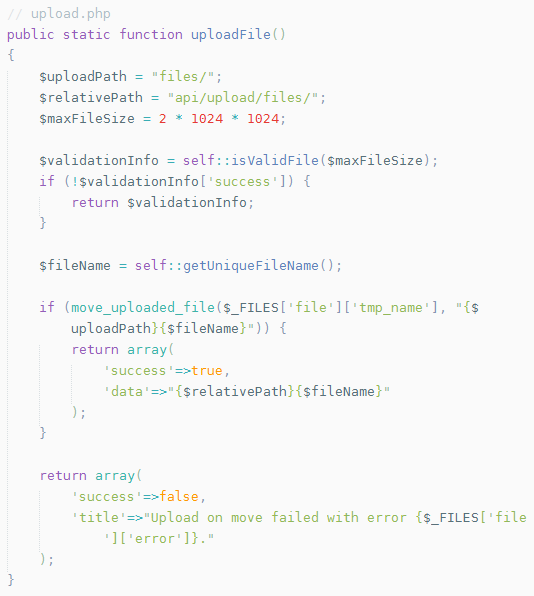 // upload.php
public static function uploadFile()
{
    $uploadPath = "files/";
    $relativePath = "api/upload/files/";
    $maxFileSize = 2 * 1024 * 1024;

    $validationInfo = self::isValidFile($maxFileSize);
    if (!$validationInfo['success']) {
        return $validationInfo;
    }

    $fileName = self::getUniqueFileName();

    if (move_uploaded_file($_FILES['file']['tmp_name'], "{$
        uploadPath}{$fileName}")) {
        return array(
            'success'=>true,
            'data'=>"{$relativePath}{$fileName}"
        );
    }

    return array(
        'success'=>false,
        'title'=>"Upload on move failed with error {$_FILES['file
            ']['error']}."
    );
}